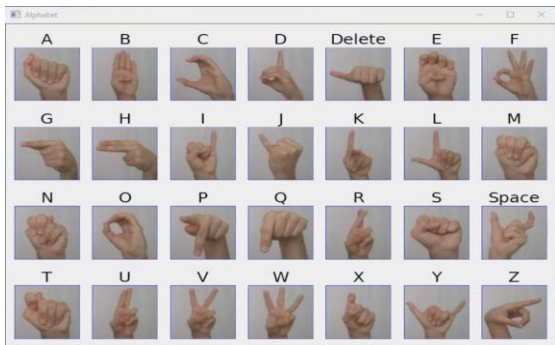 Alphabet
A B C D Delete E F
G H I J K L M
N O P Q R S Space
T U V W X Y Z